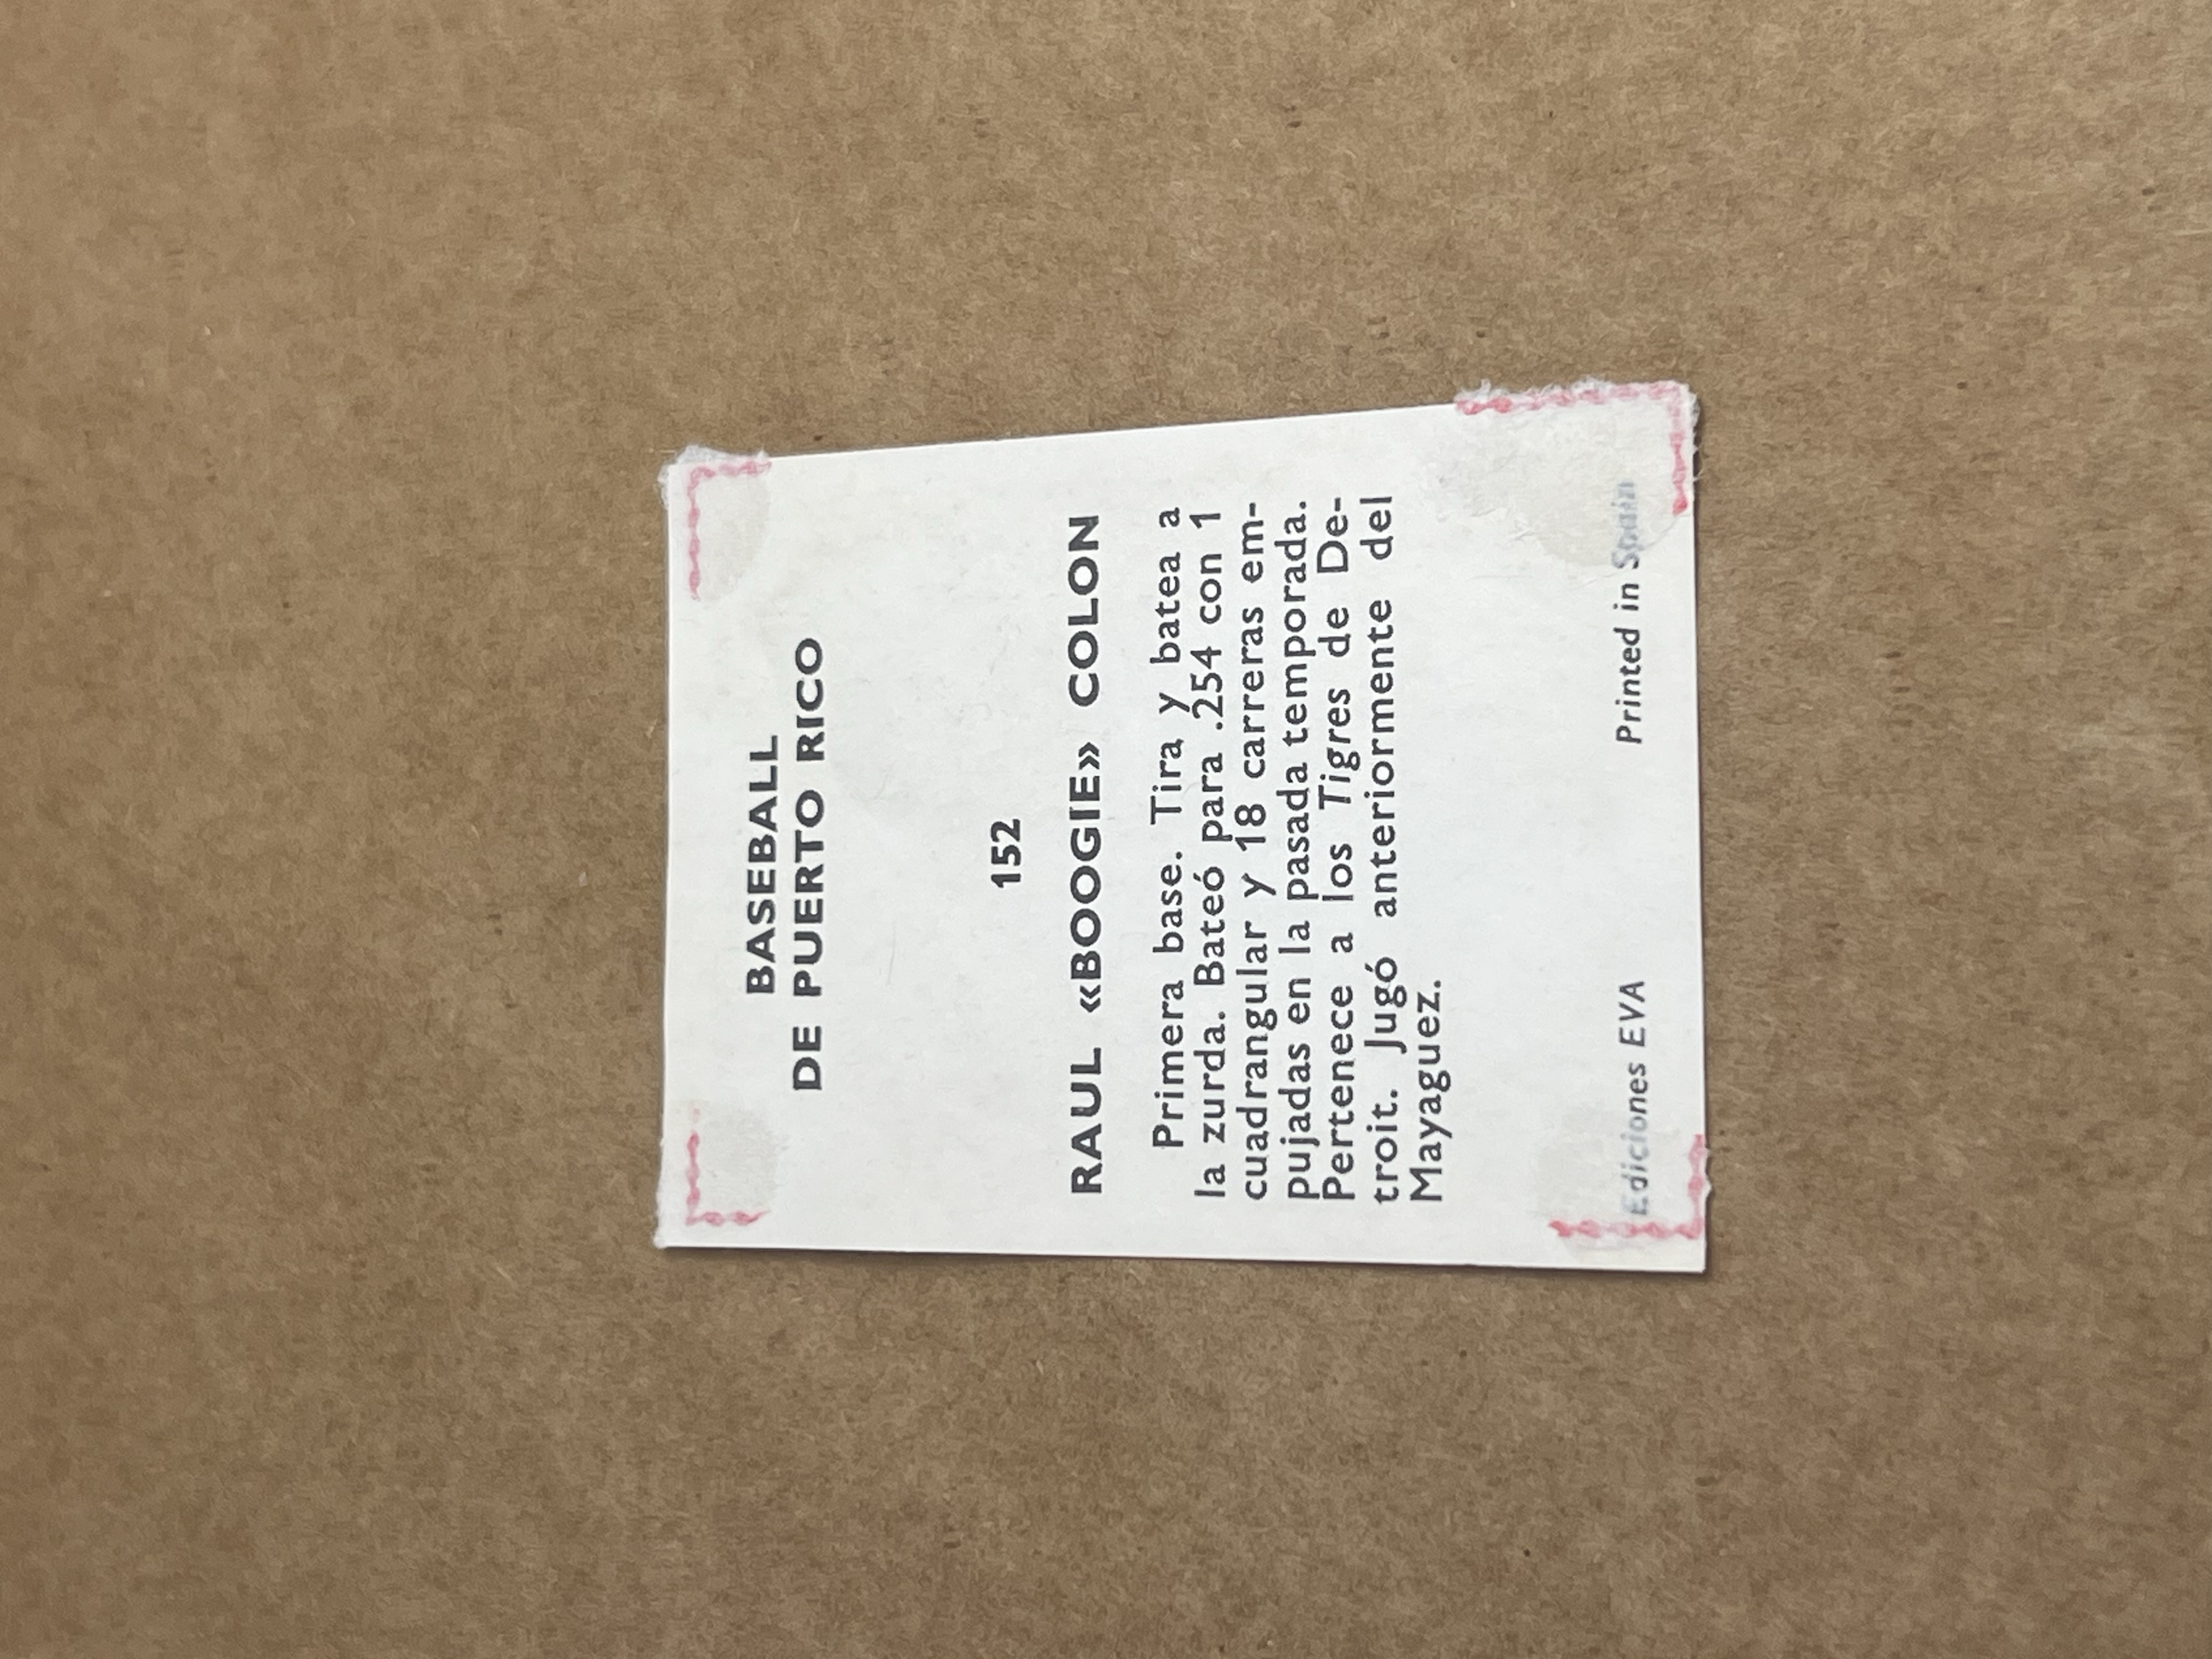 BASEBALL
DE PUERTO RICO
152
RAUL «BOOGIE» COLON
Primera base. Tira y batea a
la zurda. Bateó para .254 con 1
cuadrangular y 18 carreras em-
pujadas en la pasada temporada.
Pertenece a los Tigres de De-
troit. Jugó anteriormente del
Mayaguez.
Ediciones EVA Printed in Spain